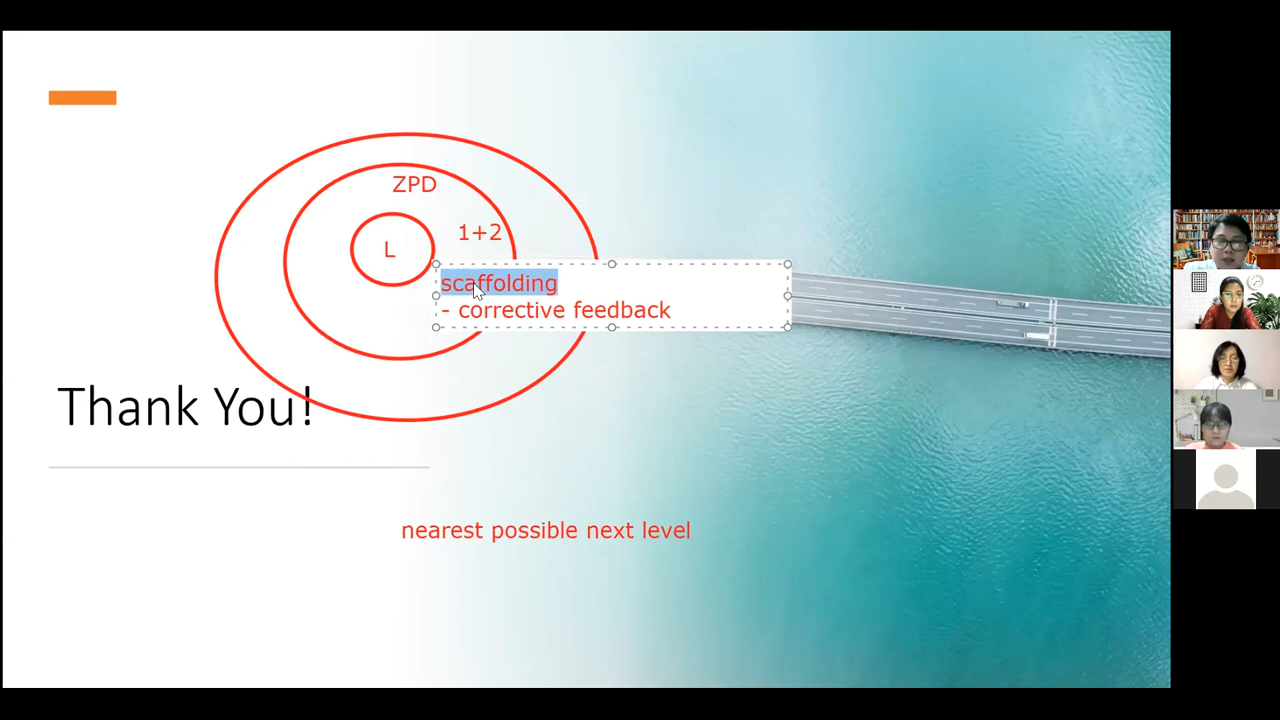 ZPD
1+2
L
scaffolding
- corrective feedback
Thank You!
nearest possible next level